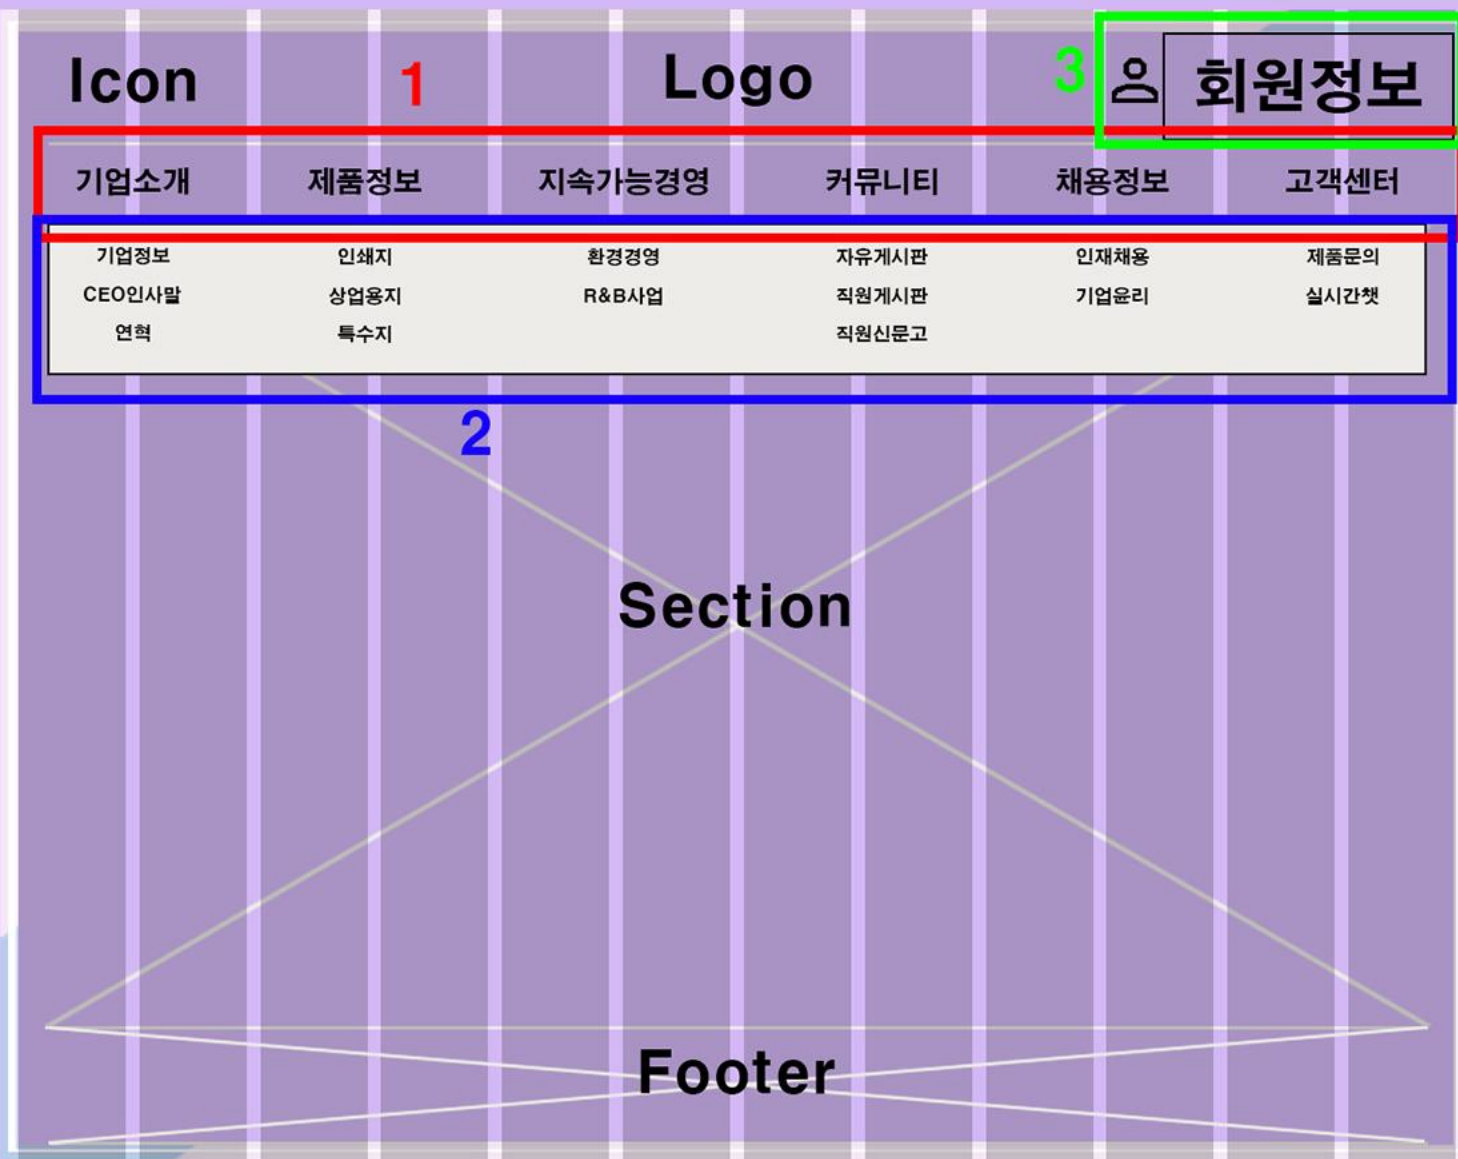 Icon 1 Logo 3 회원정보
기업소개 제품정보 지속가능경영 커뮤니티 채용정보 고객센터
기업정보 인쇄지 환경경영 자유게시판 인재채용 제품문의
CEO인사말 상업용지 R&B사업 직원게시판 기업윤리 실시간챗
연혁 특수지 직원신문고
2
Section
Footer